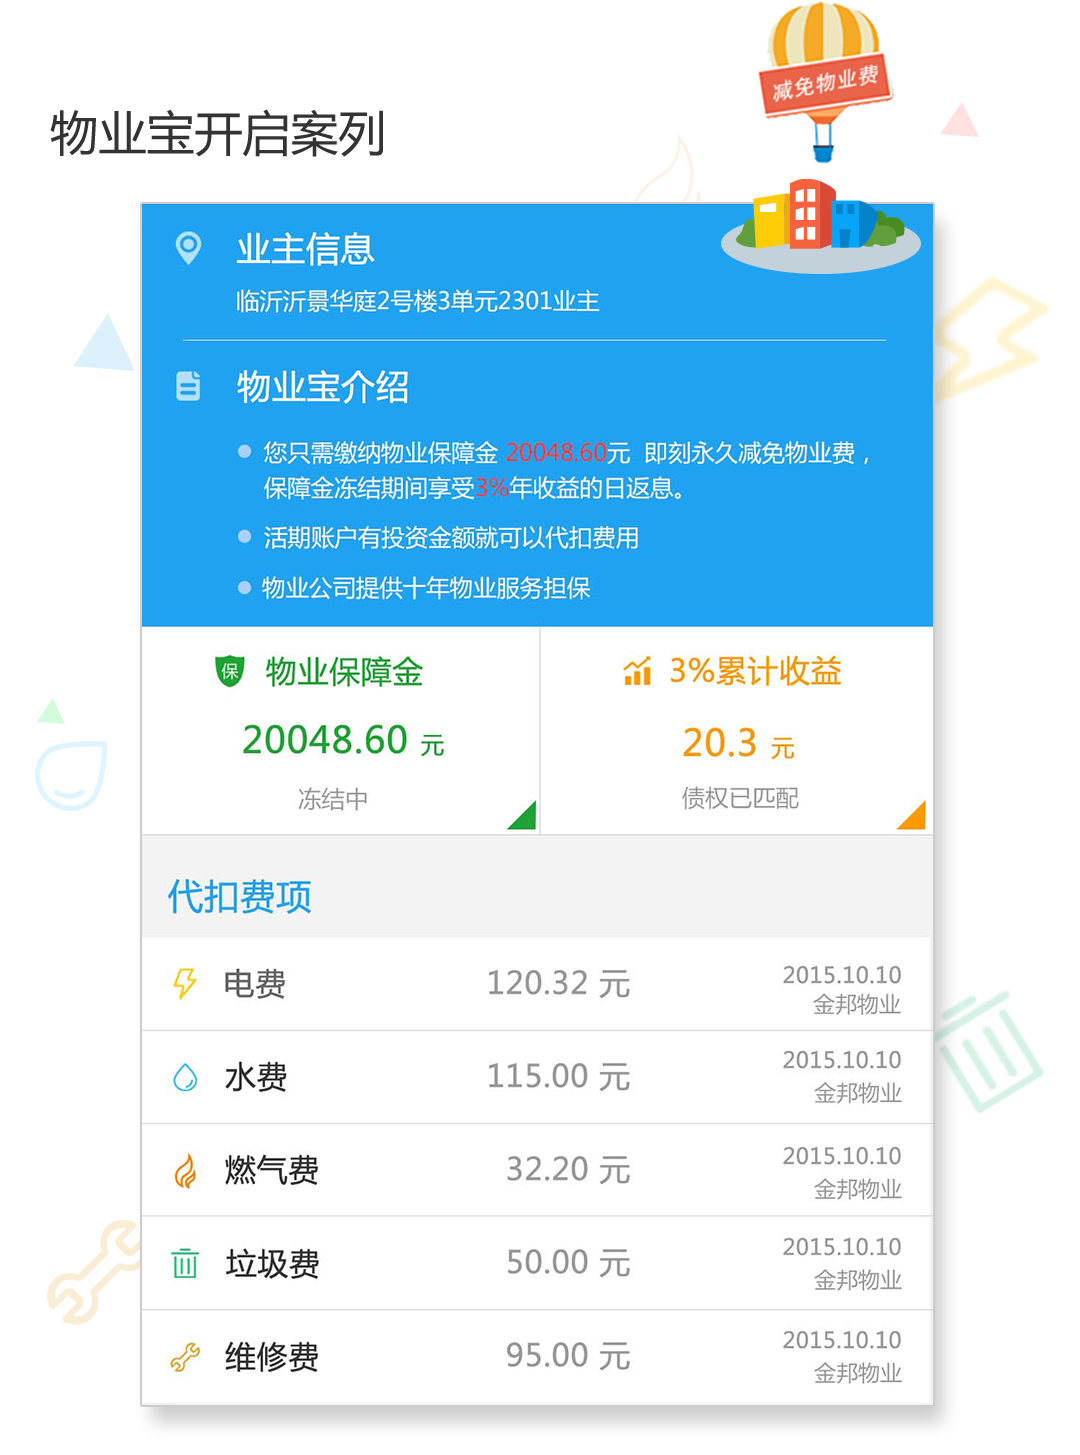 减免物业费
物业宝开启案列
业主信息
临沂沂景华庭2号楼3单元2301业主
物业宝介绍
您只需缴纳物业保障金 20048.60元 即刻永久减免物业费，
保障金冻结期间享受3%年收益的日返息。
活期账户有投资金额就可以代扣费用
物业公司提供十年物业服务担保
保 物业保障金
20048.60 元
冻结中
3%累计收益
20.3 元
债权已匹配
代扣费项
电费 120.32 元 2015.10.10
金邦物业
水费 115.00 元 2015.10.10
金邦物业
燃气费 32.20 元 2015.10.10
金邦物业
垃圾费 50.00 元 2015.10.10
金邦物业
维修费 95.00 元 2015.10.10
金邦物业